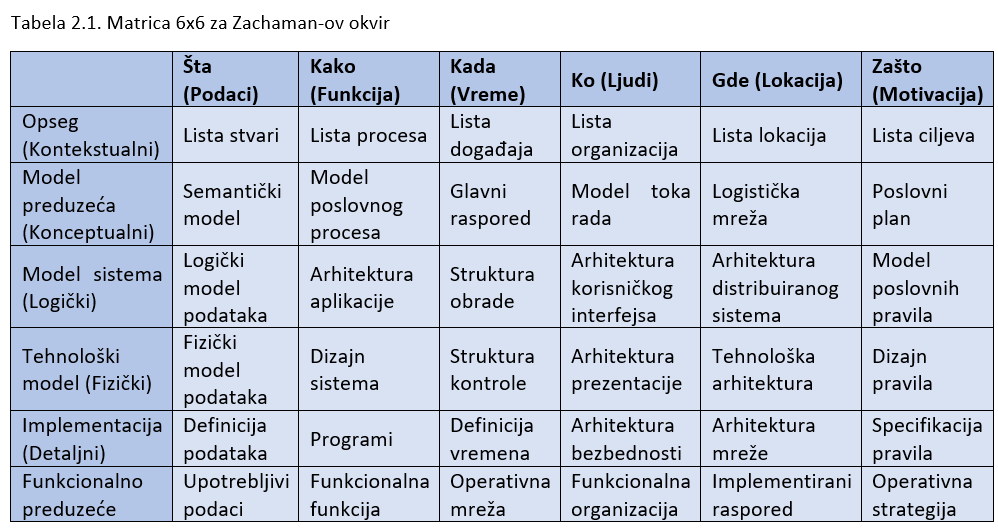 Tabela 2.1. Matrica 6x6 za Zachaman-ov okvir
Šta
(Podaci)
Kako
(Funkcija)
Kada
(Vreme)
Ko (Ljudi)
Gde (Lokacija)
Zašto
(Motivacija)
Opseg
(Kontekstualni)
Lista stvari
Lista procesa
Lista
događaja
Lista
organizacija
Lista lokacija
Lista ciljeva
Model
preduzeća
(Konceptualni)
Semantički
model
Model
poslovnog
procesa
Glavni
raspored
Model toka
rada
Logistička
mreža
Poslovni
plan
Model sistema
(Logički)
Logički
model
podataka
Arhitektura
aplikacije
Struktura
obrade
Arhitektura
korisničkog
interfejsa
Arhitektura
distribuiranog
sistema
Model
poslovnih
pravila
Tehnološki
model (Fizički)
Fizički
model
podataka
Dizajn
sistema
Struktura
kontrole
Arhitektura
prezentacije
Tehnološka
arhitektura
Dizajn
pravila
Implementacija
(Detaljni)
Definicija
podataka
Programi
Definicija
vremena
Arhitektura
bezbednosti
Arhitektura
mreže
Specifikacija
pravila
Funkcionalno
preduzeće
Upotrebljivi
podaci
Funkcionalna
funkcija
Operativna
mreža
Funkcionalna
organizacija
Implementirani
raspored
Operativna
strategija